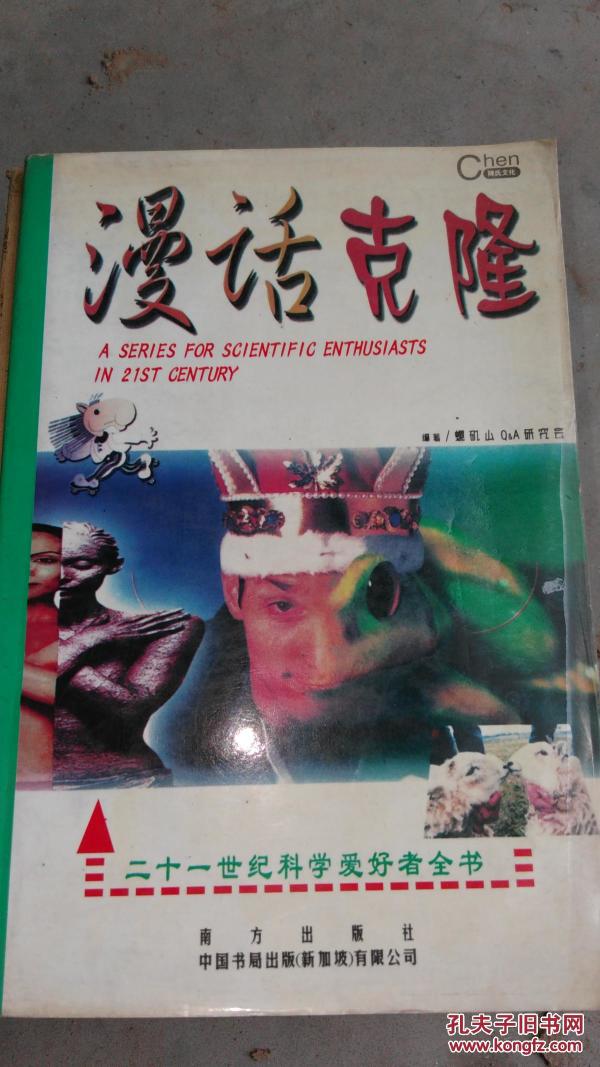 Chen
陳氏文化
漫话克隆
A SERIES FOR SCIENTIFIC ENTHUSIASTS
IN 21ST CENTURY
编著/螺矶山 Q&A研究会
二十一世纪科学爱好者全书
南方出版社
中国书局出版(新加坡)有限公司
孔夫子旧书网
www.kongfz.com